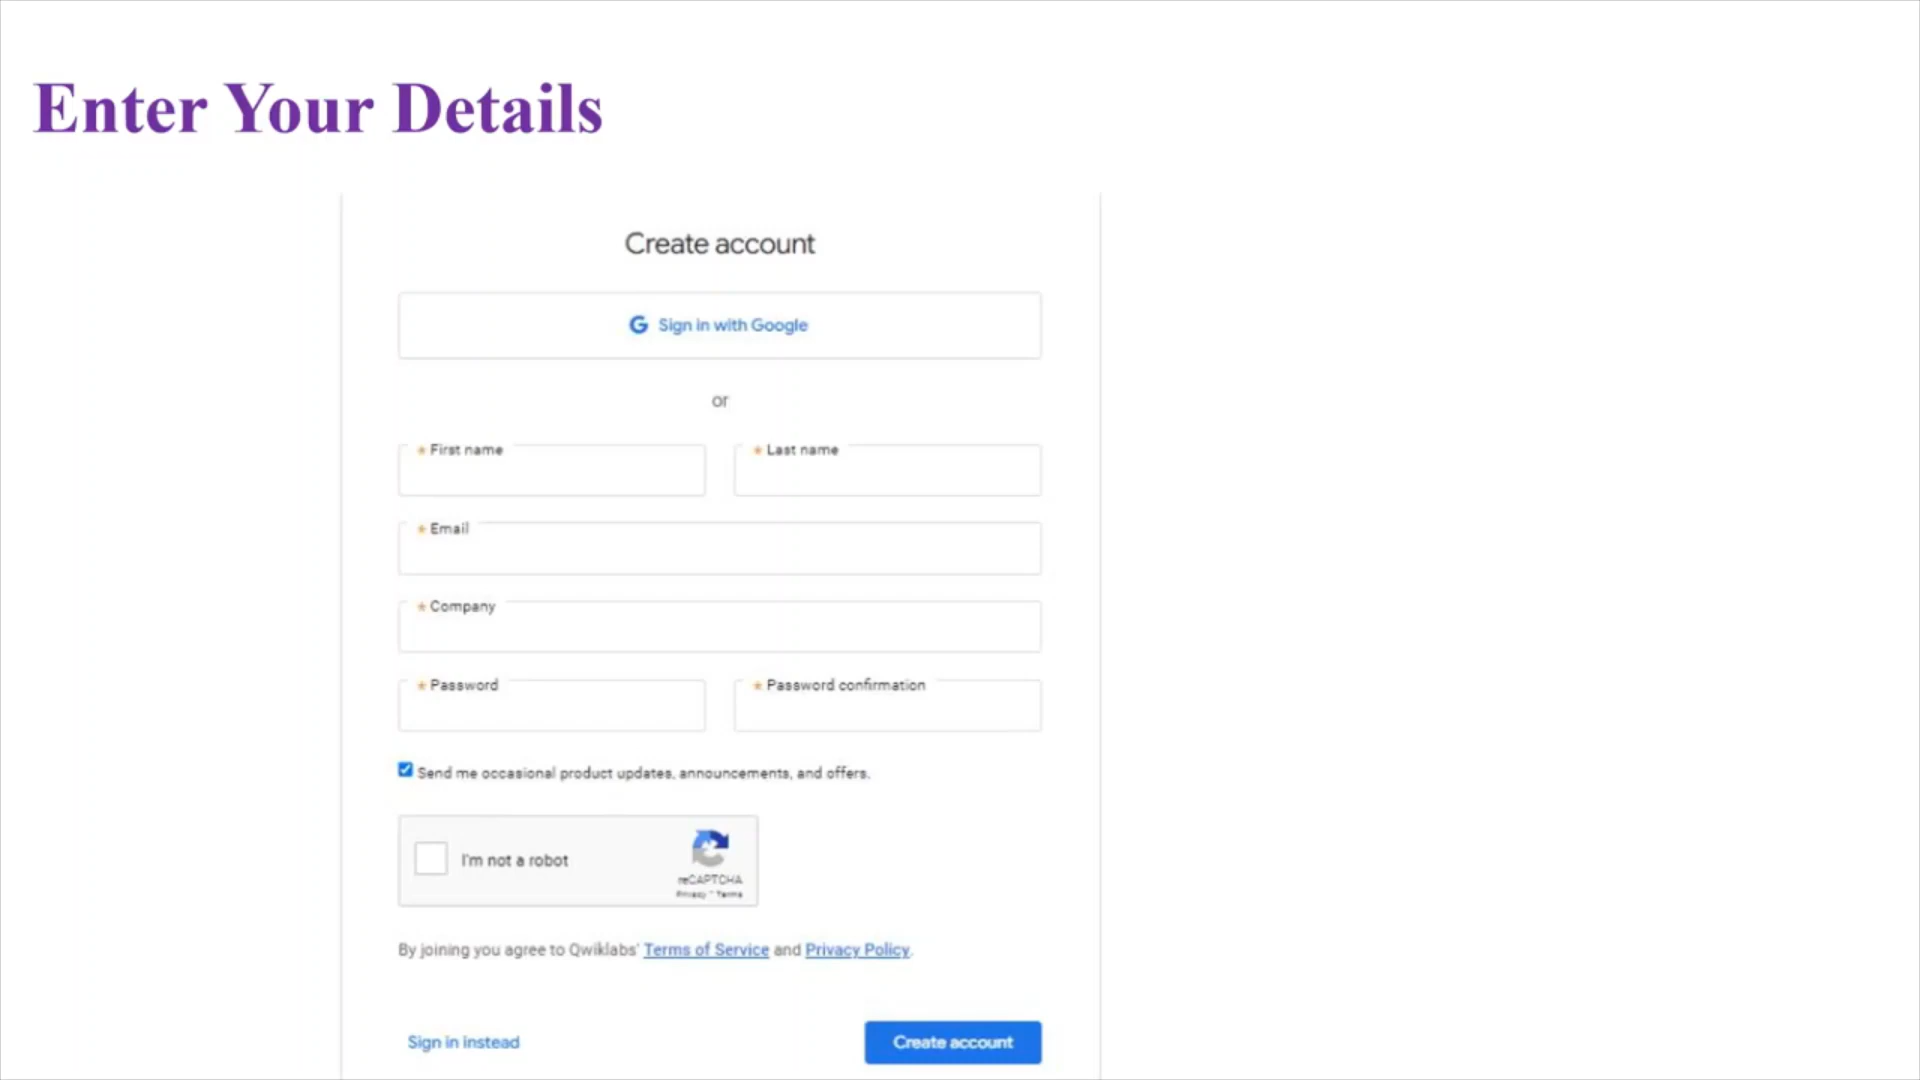 Enter Your Details
Create account
G Sign in with Google
or
* First name
* Last name
* Email
* Company
* Password
* Password confirmation
Send me occasional product updates, announcements, and offers.
I'm not a robot
reCAPTCHA
Privacy - Terms
By joining you agree to Qwiklabs' Terms of Service and Privacy Policy.
Sign in instead
Create account